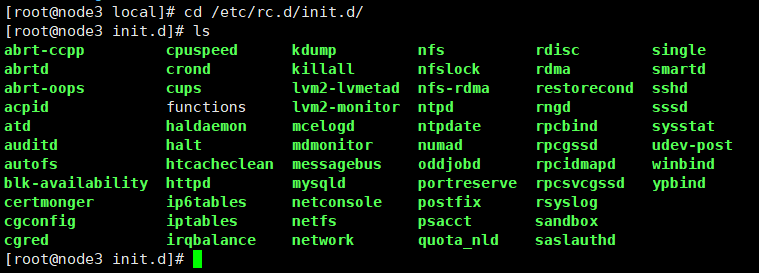 [root@node3 local]# cd /etc/rc.d/init.d/
[root@node3 init.d]# ls
abrt-ccpp cpuspeed kdump nfs rdisc single
abrtd crond killall nfslock rdma smartd
abrt-oops cups lvm2-lvmetad nfs-rdma restorecond sshd
acpid functions lvm2-monitor ntpd rngd sssd
atd haldaemon mcelogd ntpdate rpcbind sysstat
auditd halt mdmonitor numad rpcgssd udev-post
autofs htcacheclean messagebus oddjobd rpcidmapd winbind
blk-availability httpd mysqld portreserve rpcsvcgssd ypbind
certmonger ip6tables netconsole postfix rsyslog
cgconfig iptables netfs psacct sandbox
cgred irqbalance network quota_nld saslauthd
[root@node3 init.d]#